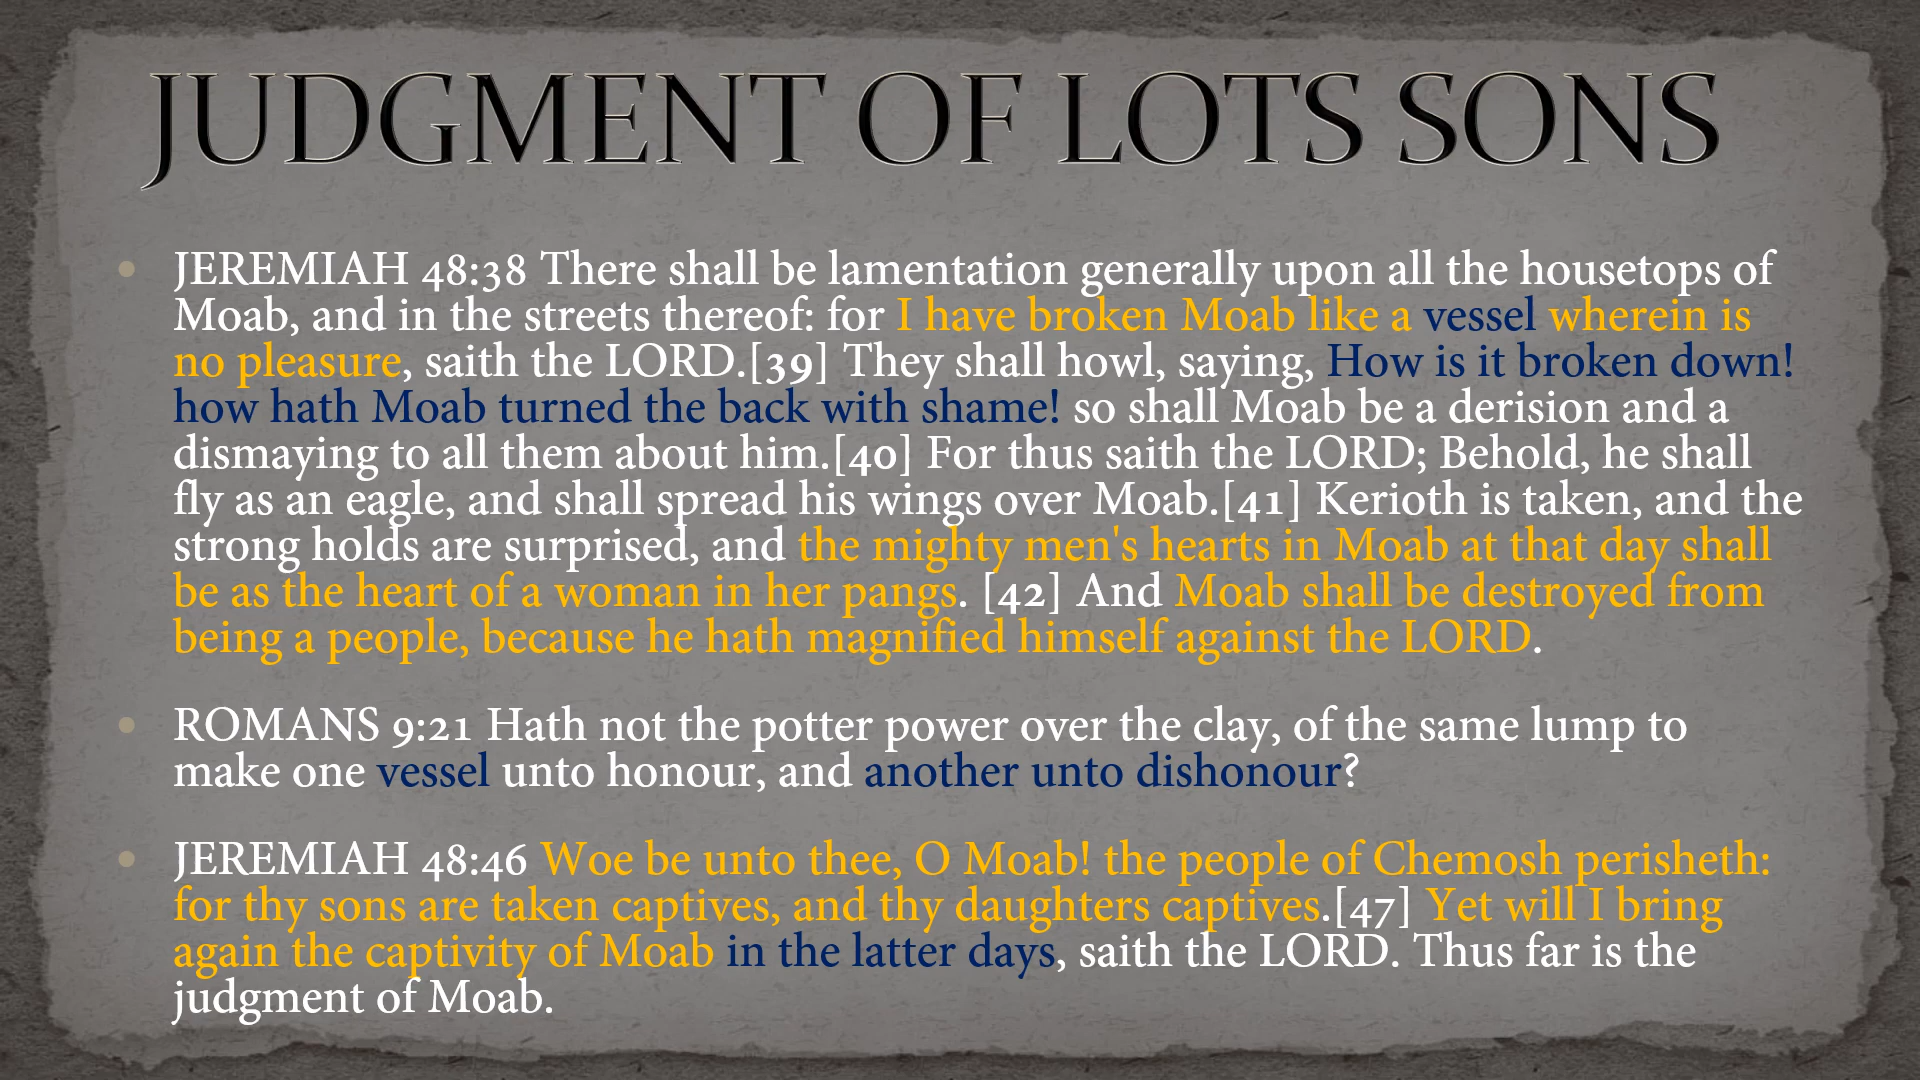 JUDGMENT OF LOTS SONS
• JEREMIAH 48:38 There shall be lamentation generally upon all the housetops of
Moab, and in the streets thereof: for I have broken Moab like a vessel wherein is
no pleasure, saith the LORD.[39] They shall howl, saying, How is it broken down!
how hath Moab turned the back with shame! so shall Moab be a derision and a
dismaying to all them about him.[40] For thus saith the LORD; Behold, he shall
fly as an eagle, and shall spread his wings over Moab.[41] Kerioth is taken, and the
strong holds are surprised, and the mighty men's hearts in Moab at that day shall
be as the heart of a woman in her pangs. [42] And Moab shall be destroyed from
being a people, because he hath magnified himself against the LORD.
• ROMANS 9:21 Hath not the potter power over the clay, of the same lump to
make one vessel unto honour, and another unto dishonour?
• JEREMIAH 48:46 Woe be unto thee, O Moab! the people of Chemosh perisheth:
for thy sons are taken captives, and thy daughters captives.[47] Yet will I bring
again the captivity of Moab in the latter days, saith the LORD. Thus far is the
judgment of Moab.